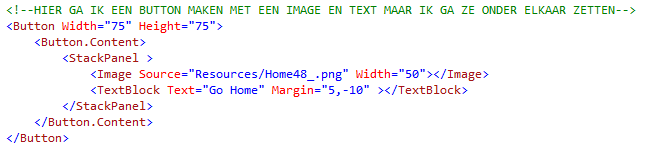 <!--HIER GA IK EEN BUTTON MAKEN MET EEN IMAGE EN TEXT MAAR IK GA ZE ONDER ELKAAR ZETTEN-->
<Button Width="75" Height="75">
    <Button.Content>
        <StackPanel >
            <Image Source="Resources/Home48_.png" Width="50"></Image>
            <TextBlock Text="Go Home" Margin="5,-10" ></TextBlock>
        </StackPanel>
    </Button.Content>
</Button>